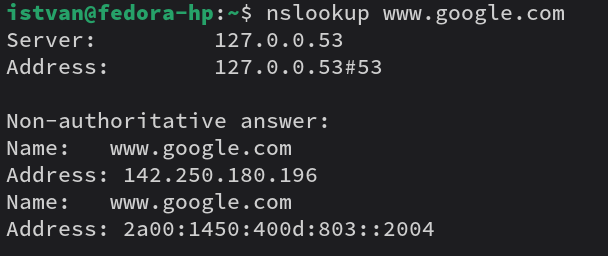 istvan@fedora-hp:~$ nslookup www.google.com
Server:         127.0.0.53
Address:        127.0.0.53#53

Non-authoritative answer:
Name:   www.google.com
Address: 142.250.180.196
Name:   www.google.com
Address: 2a00:1450:400d:803::2004